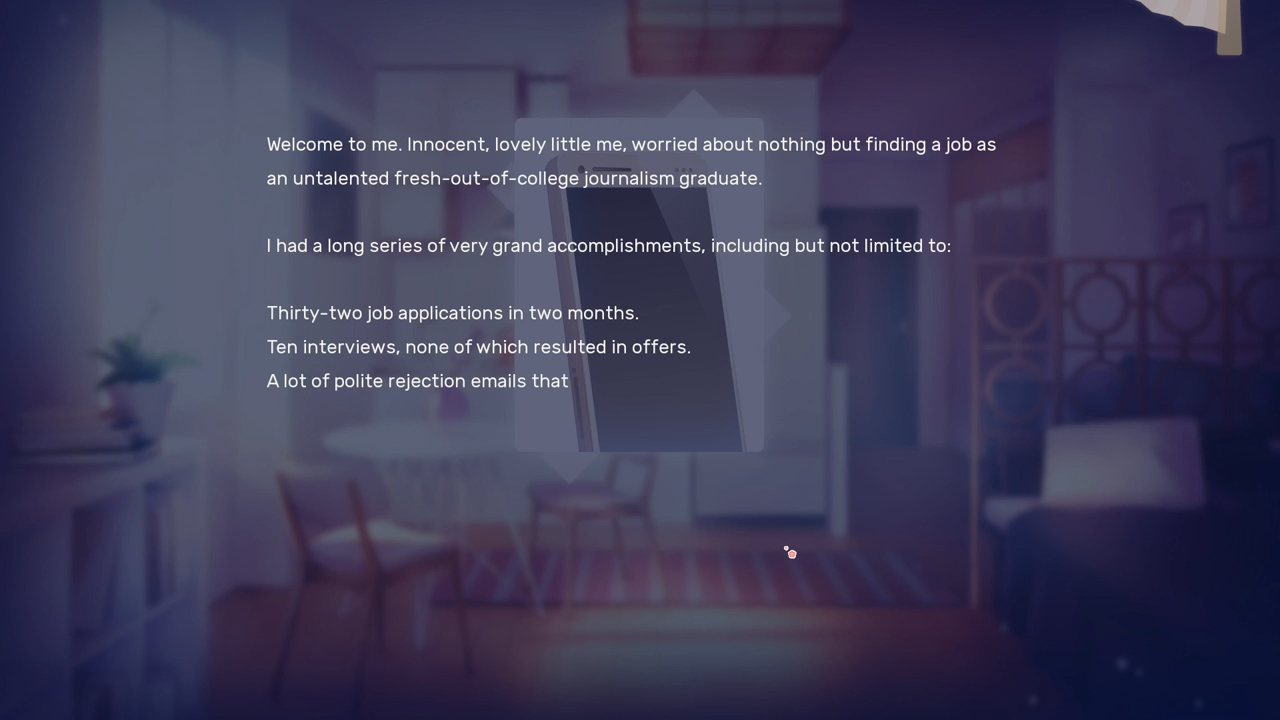 Welcome to me. Innocent, lovely little me, worried about nothing but finding a job as
an untalented fresh-out-of-college journalism graduate.
I had a long series of very grand accomplishments, including but not limited to:
Thirty-two job applications in two months.
Ten interviews, none of which resulted in offers.
A lot of polite rejection emails that